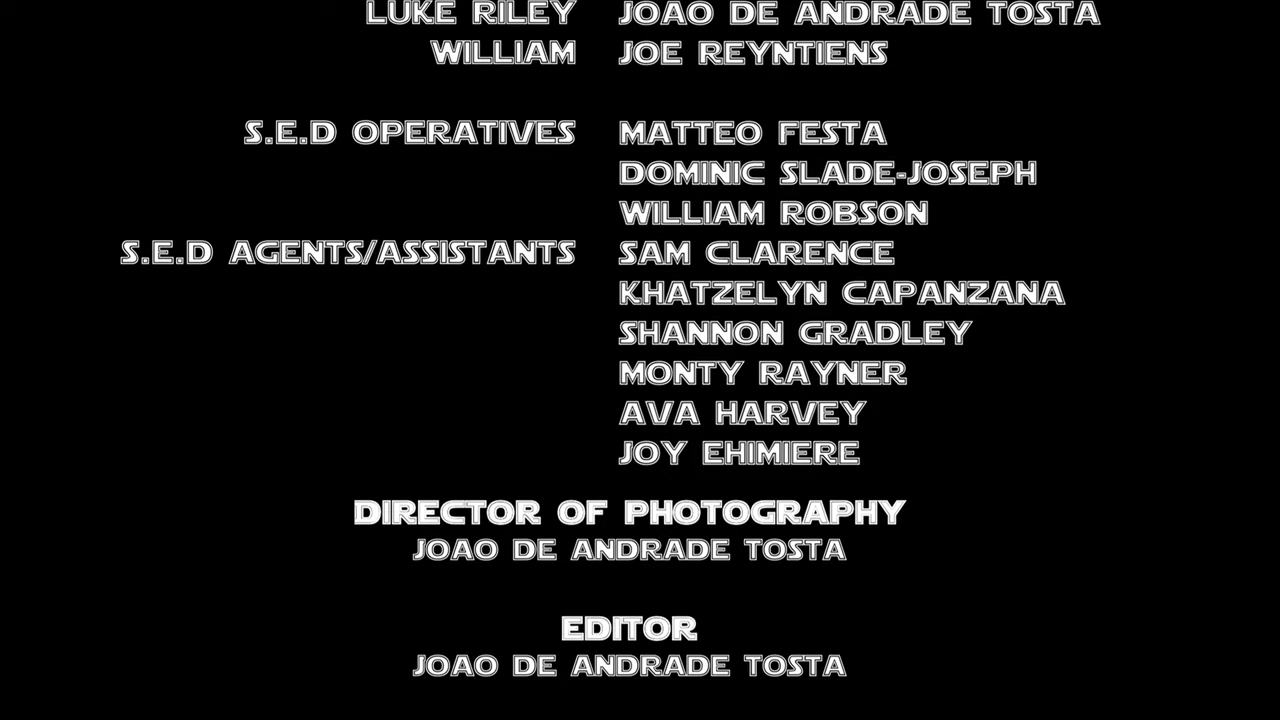 LUKE RILEY JOAO DE ANDRADE TOSTA
WILLIAM JOE REYNTIENS
S.E.D OPERATIVES MATTEO FESTA
DOMINIC SLADE-JOSEPH
WILLIAM ROBSON
S.E.D AGENTS/ASSISTANTS SAM CLARENCE
KHATZELYN CAPANZANA
SHANNON GRADLEY
MONTY RAYNER
AVA HARVEY
JOY EHIMIERE
DIRECTOR OF PHOTOGRAPHY
JOAO DE ANDRADE TOSTA
EDITOR
JOAO DE ANDRADE TOSTA